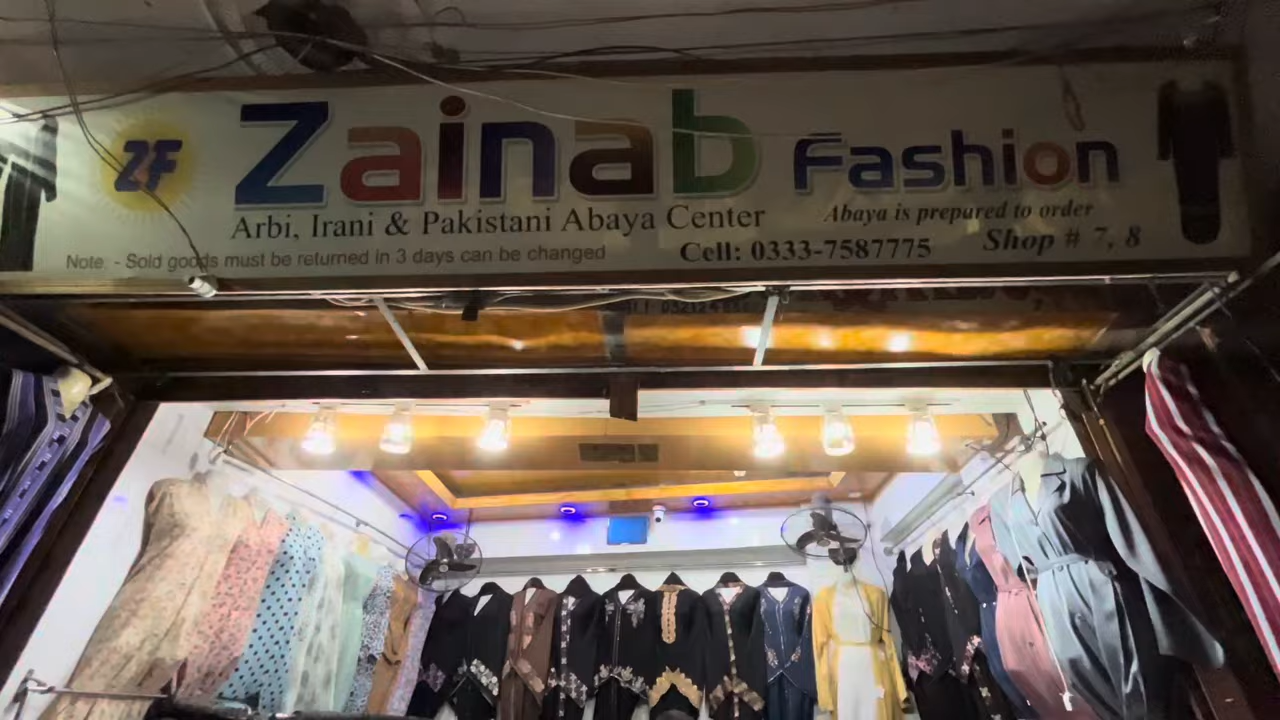 ZF
Zainab Fashion
Arbi, Irani & Pakistani Abaya Center
Abaya is prepared to order
Note. - Sold goods must be returned in 3 days can be changed
Cell: 0333-7587775
Shop # 7, 8